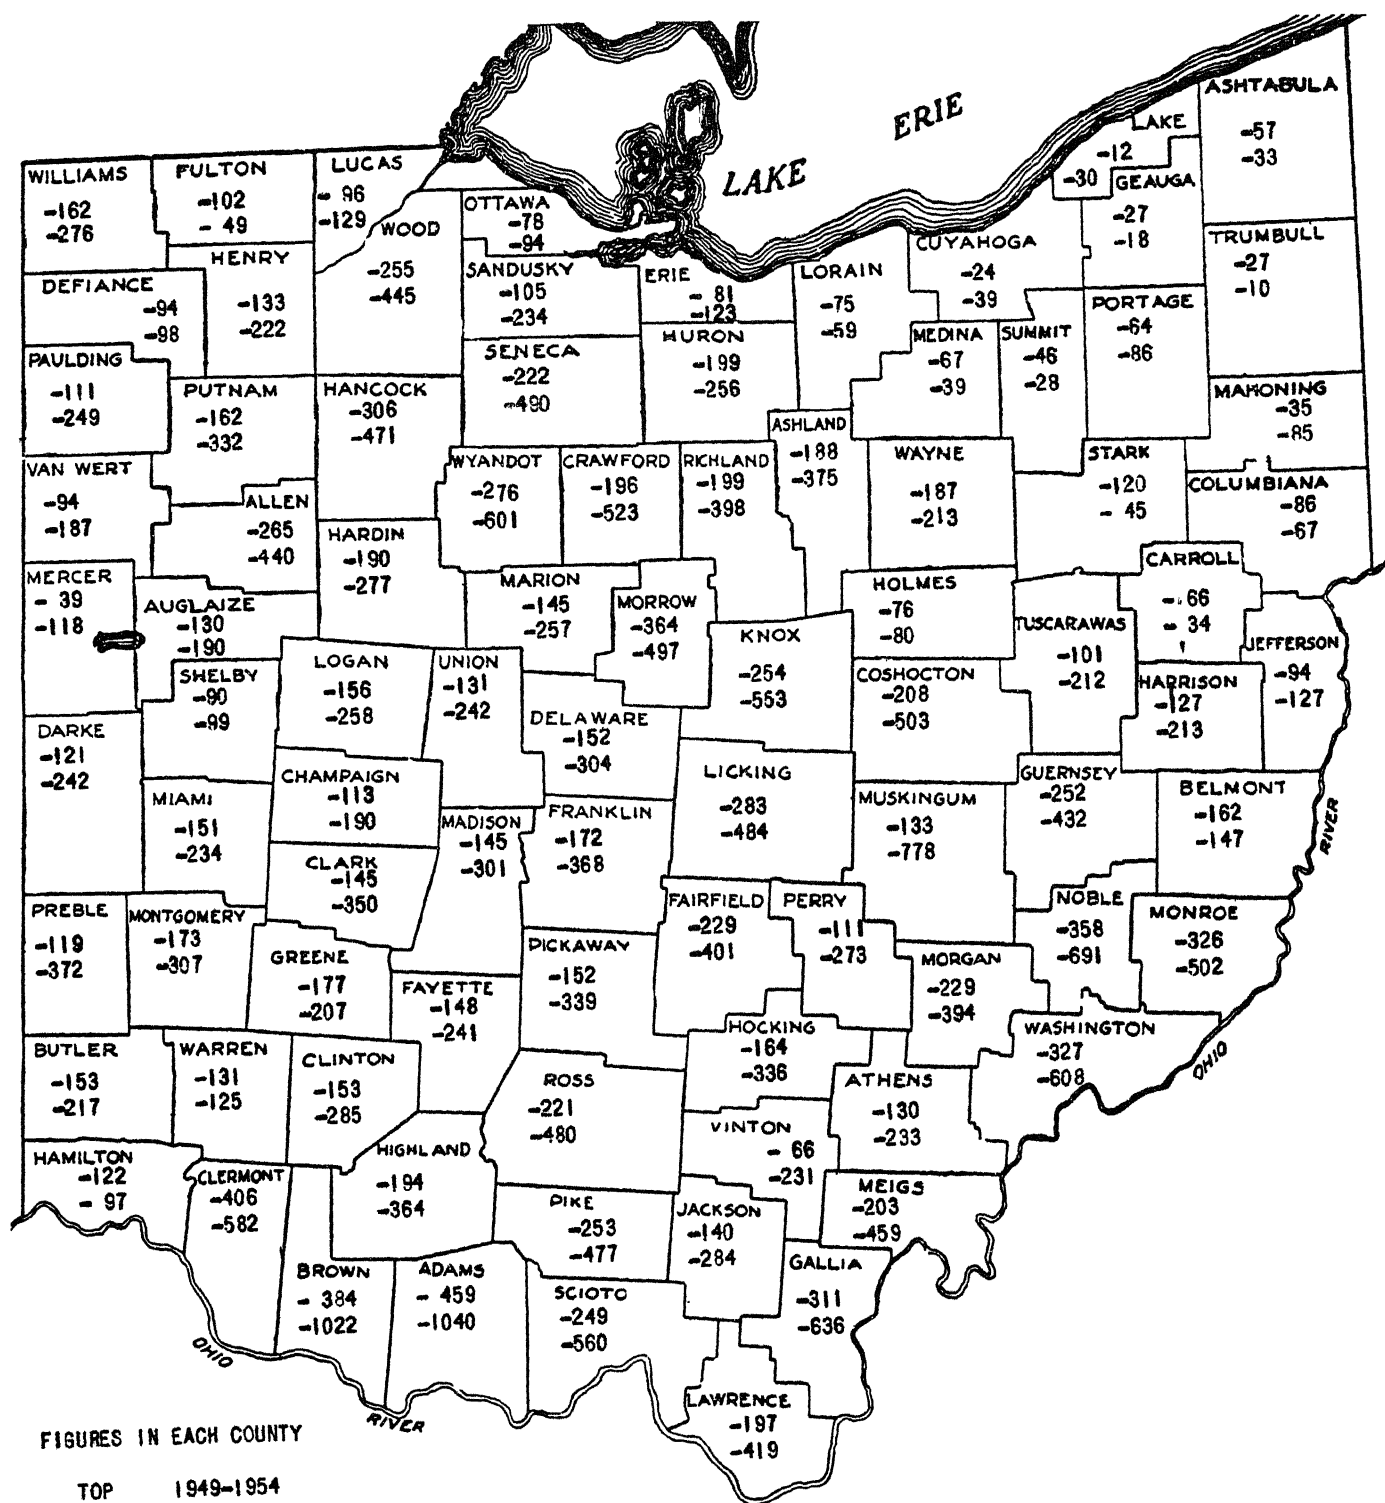 LAKE ERIE
ASHTABULA
-57
-33
LAKE
-12
-30
GEAUGA
-27
-18
WILLIAMS
-162
-276
FULTON
-102
- 49
LUCAS
- 96
-129
WOOD
-255
-445
OTTAWA
-78
-94
HENRY
-133
-222
DEFIANCE
-94
-98
SANDUSKY
-105
-234
ERIE
- 81
-123
LORAIN
-75
-59
CUYAHOGA
-24
-39
TRUMBULL
-27
-10
PORTAGE
-64
-86
MEDINA
-67
-39
SUMMIT
-46
-28
HURON
-199
-256
SENECA
-222
-490
PAULDING
-111
-249
PUTNAM
-162
-332
HANCOCK
-306
-471
MAHONING
-35
-85
ASHLAND
-188
-375
WAYNE
-187
-213
STARK
-120
- 45
COLUMBIANA
-86
-67
VAN WERT
-94
-187
WYANDOT
-276
-601
CRAWFORD
-196
-523
RICHLAND
-199
-398
ALLEN
-265
-440
HARDIN
-190
-277
CARROLL
- 66
- 34
MERCER
- 39
-118
AUGLAIZE
-130
-190
MARION
-145
-257
MORROW
-364
-497
HOLMES
-76
-80
TUSCARAWAS
-101
-212
JEFFERSON
-94
-127
KNOX
-254
-553
LOGAN
-156
-258
UNION
-131
-242
SHELBY
-90
-99
COSHOCTON
-208
-503
HARRISON
-127
-213
DARKE
-121
-242
DELAWARE
-152
-304
LICKING
-283
-484
CHAMPAIGN
-113
-190
GUERNSEY
-252
-432
BELMONT
-162
-147
MIAMI
-151
-234
MUSKINGUM
-133
-778
MADISON
-145
-301
FRANKLIN
-172
-368
CLARK
-145
-350
PREBLE
-119
-372
MONTGOMERY
-173
-307
FAIRFIELD
-229
-401
PERRY
-111
-273
NOBLE
-358
-691
MONROE
-326
-502
GREENE
-177
-207
PICKAWAY
-152
-339
MORGAN
-229
-394
FAYETTE
-148
-241
HOCKING
-164
-336
WASHINGTON
-327
-608
BUTLER
-153
-217
WARREN
-131
-125
CLINTON
-153
-285
ROSS
-221
-480
ATHENS
-130
-233
VINTON
- 66
-231
HAMILTON
-122
- 97
CLERMONT
-406
-582
HIGHLAND
-194
-364
PIKE
-253
-477
JACKSON
-140
-284
MEIGS
-203
-459
GALLIA
-311
-636
BROWN
- 384
-1022
ADAMS
- 459
-1040
SCIOTO
-249
-560
LAWRENCE
-197
-419
OHIO
RIVER
OHIO
RIVER
FIGURES IN EACH COUNTY
TOP 1949-1954